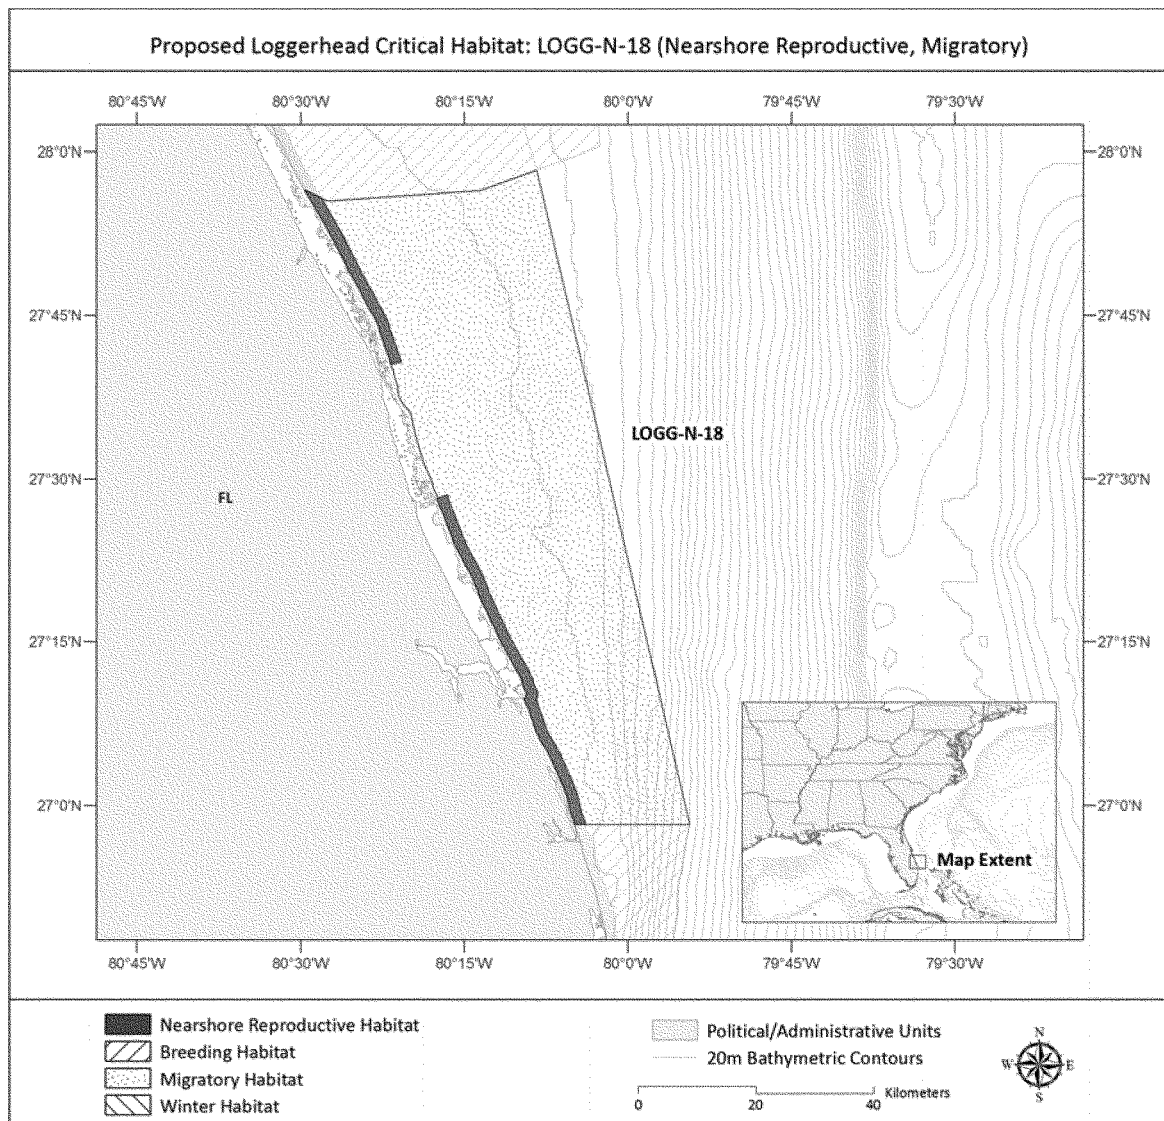 Proposed Loggerhead Critical Habitat: LOGG-N-18 (Nearshore Reproductive, Migratory)
80°45'W 80°30'W 80°15'W 80°0'W 79°45'W 79°30'W
28°0'N 28°0'N
27°45'N 27°45'N
LOGG-N-18
27°30'N 27°30'N
FL
27°15'N 27°15'N
27°0'N 27°0'N
Map Extent
80°45'W 80°30'W 80°15'W 80°0'W 79°45'W 79°30'W
Nearshore Reproductive Habitat
Breeding Habitat
Migratory Habitat
Winter Habitat
Political/Administrative Units
20m Bathymetric Contours
Kilometers
0 20 40
N
W E
S